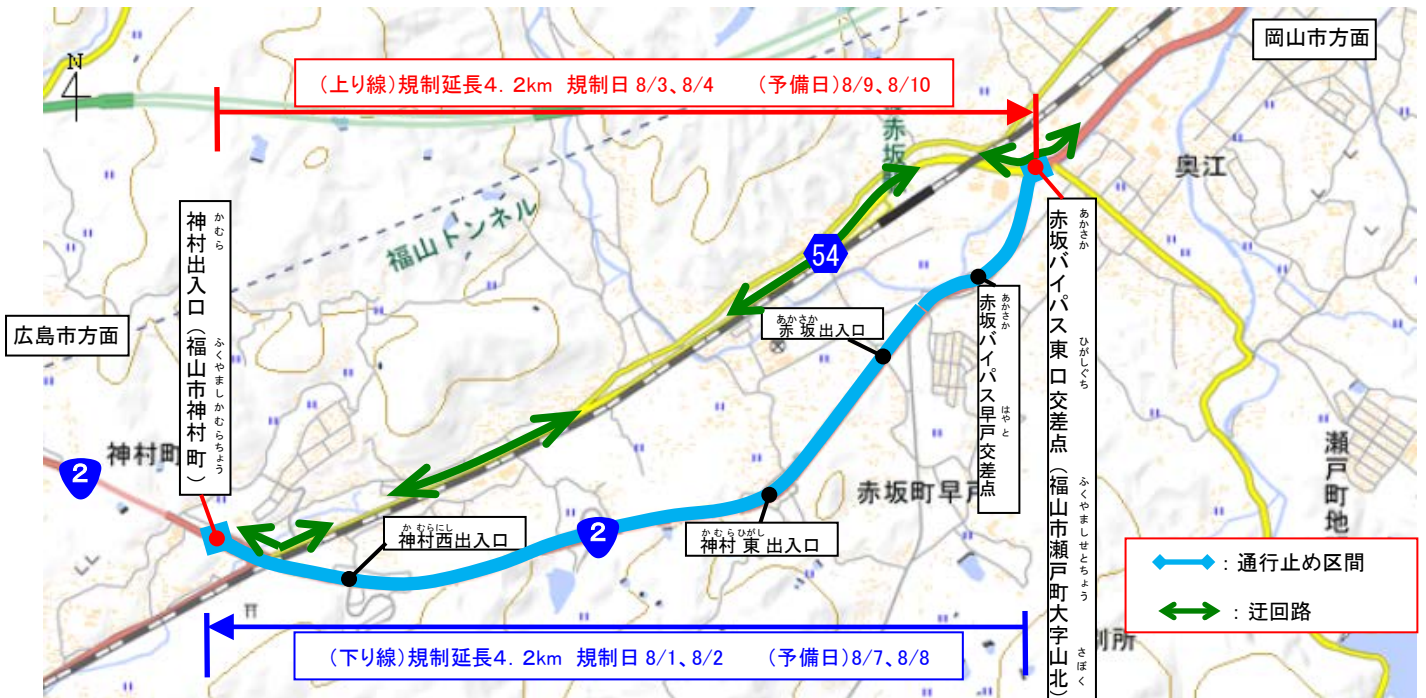 岡山市方面
N
(上り線)規制延長4.2km 規制日 8/3、8/4 (予備日)8/9、8/10
赤坂
奥江
福山トンネル
54
広島市方面
かむら
神村出入口(福山市神村町)
ふくやましかむらちょう
神村町
2
あかさか
赤坂出入口
あかさか
赤坂バイパス早戸交差点
はやと
あかさか
赤坂バイパス東口交差点(福山市瀬戸町大字山北)
ひがしぐち
ふくやましせとちょう
さぼく
赤坂町早戸
瀬戸町地
かむらにし
神村西出入口
2
かむらひがし
神村東出入口
:通行止め区間
:迂回路
別所
(下り線)規制延長4.2km 規制日 8/1、8/2 (予備日)8/7、8/8